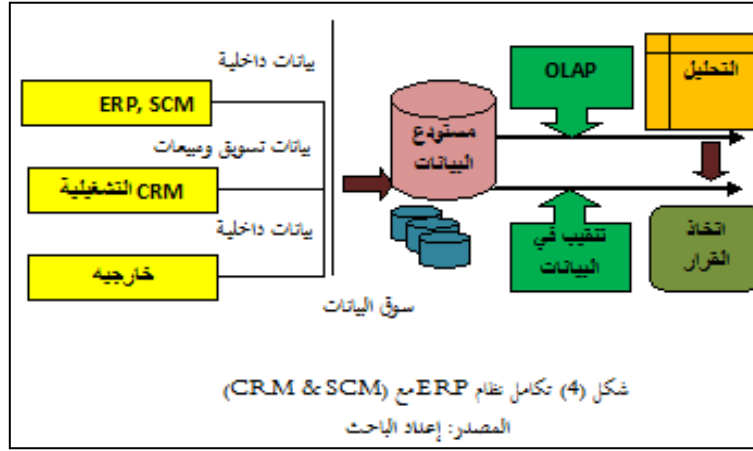 بيانات داخلية
ERP, SCM
بيانات تسويق ومبيعات
CRM التشغيلية
بيانات داخلية
خارجيه
مستودع
البيانات
OLAP
التحليل
تنقيب في
البيانات
اتخاذ
القرار
سوق البيانات
شكل (4) تكامل نظام ERP مع (CRM & SCM)
المصدر: إعداد الباحث